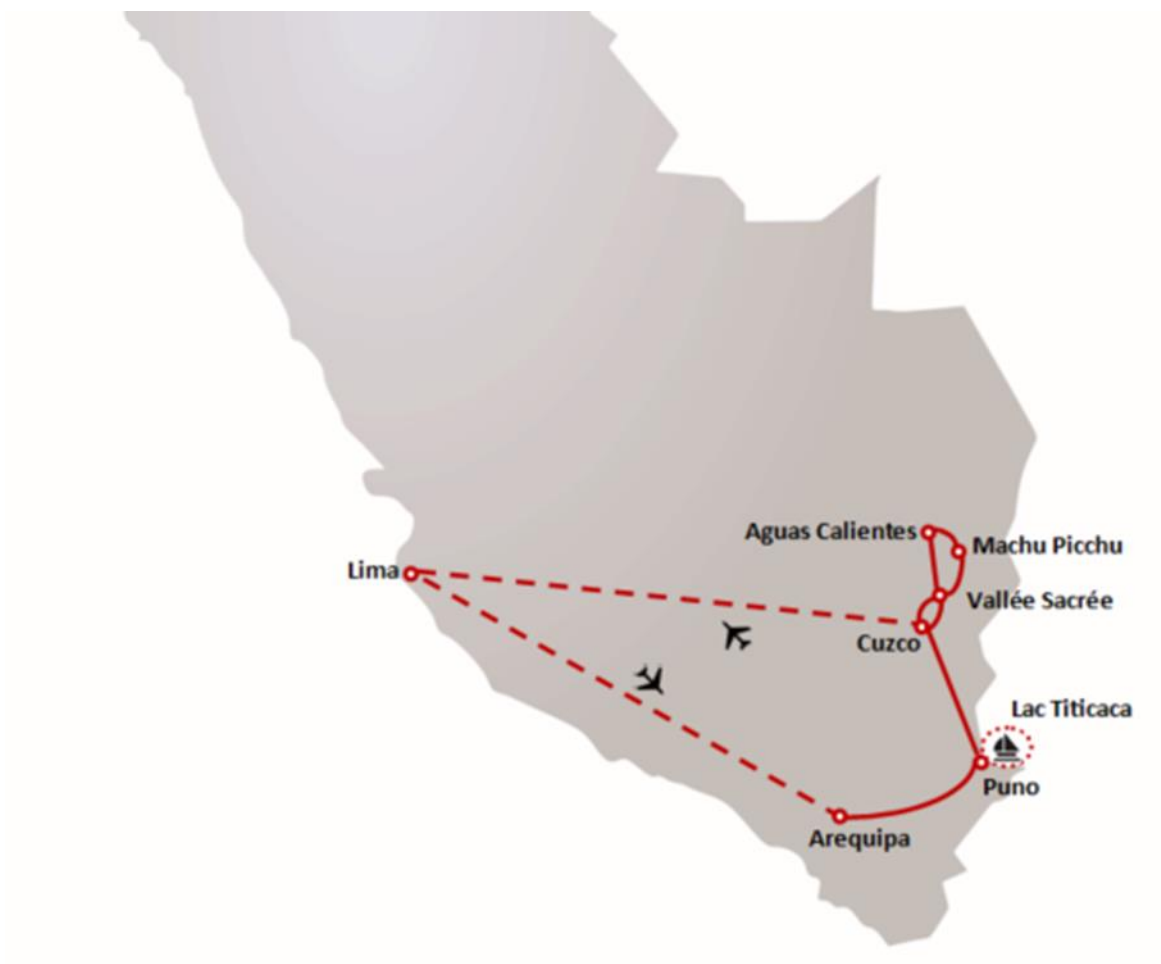 Aguas Calientes
Machu Picchu
Lima
Vallée Sacrée
Cuzco
Lac Titicaca
Puno
Arequipa